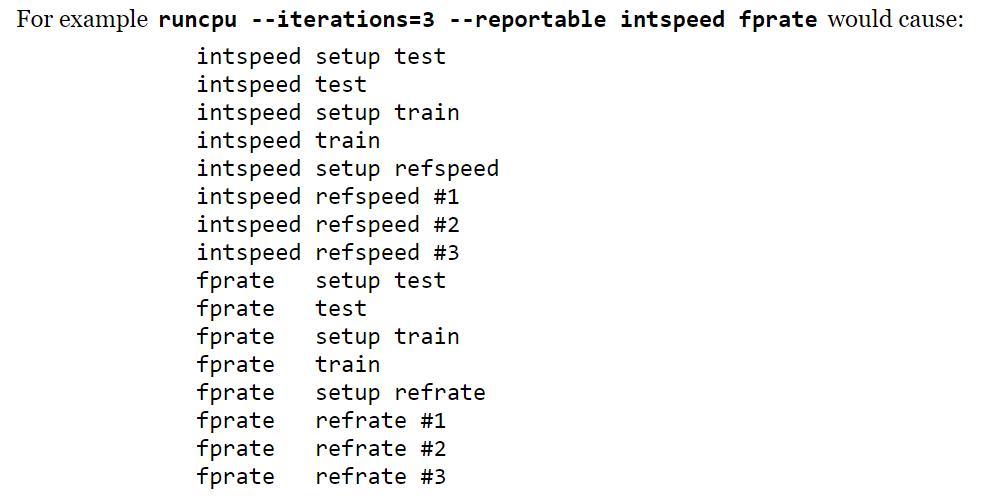 For example runcpu --iterations=3 --reportable intspeed fprate would cause:
intspeed setup test
intspeed test
intspeed setup train
intspeed train
intspeed setup refspeed
intspeed refspeed #1
intspeed refspeed #2
intspeed refspeed #3
fprate   setup test
fprate   test
fprate   setup train
fprate   train
fprate   setup refrate
fprate   refrate #1
fprate   refrate #2
fprate   refrate #3